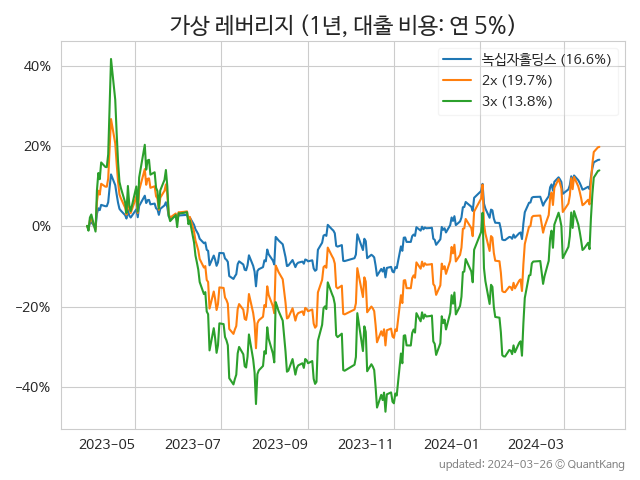 가상 레버리지 (1년, 대출 비용: 연 5%)
녹십자홀딩스 (16.6%)
2x (19.7%)
3x (13.8%)
40%
20%
0%
−20%
−40%
2023-05
2023-07
2023-09
2023-11
2024-01
2024-03
updated: 2024-03-26 © QuantKang